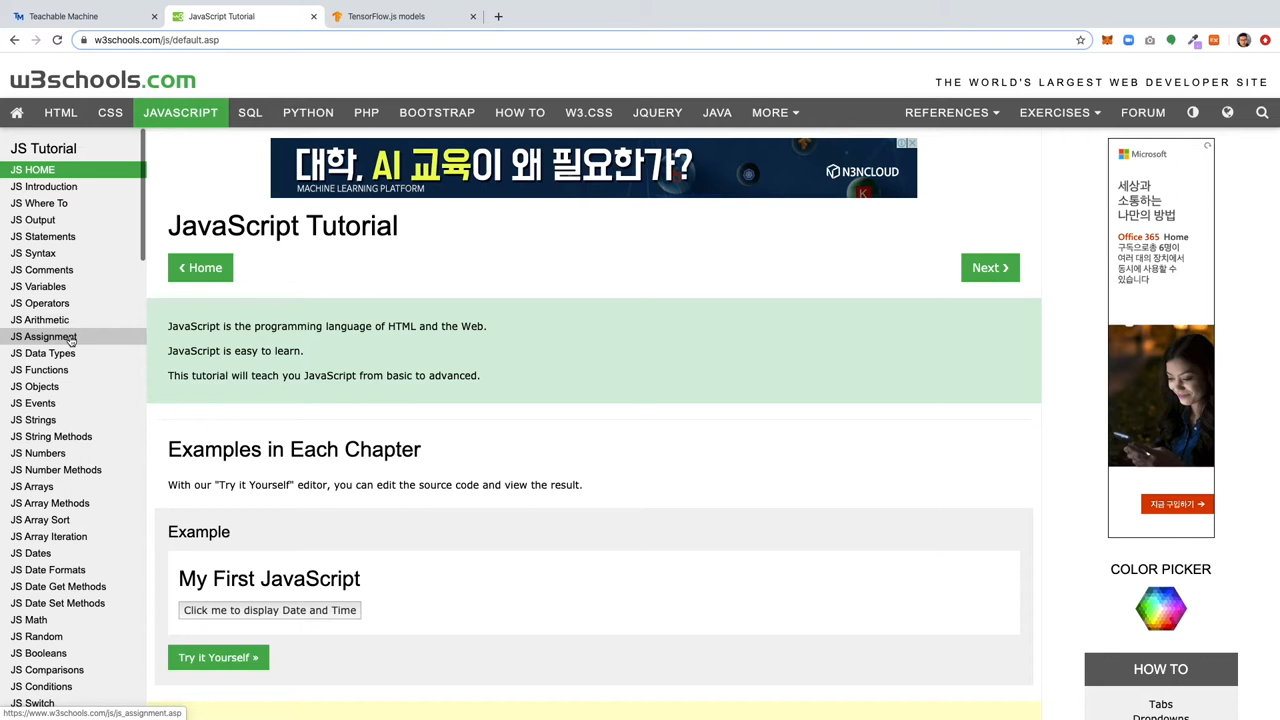 Teachable Machine
JavaScript Tutorial
TensorFlow.js models
w3schools.com/js/default.asp
w3schools.com
THE WORLD'S LARGEST WEB DEVELOPER SITE
HTML
CSS
JAVASCRIPT
SQL
PYTHON
PHP
BOOTSTRAP
HOW TO
W3.CSS
JQUERY
JAVA
MORE
REFERENCES
EXERCISES
FORUM
JS Tutorial
JS HOME
JS Introduction
JS Where To
JS Output
JS Statements
JS Syntax
JS Comments
JS Variables
JS Operators
JS Arithmetic
JS Assignment
JS Data Types
JS Functions
JS Objects
JS Events
JS Strings
JS String Methods
JS Numbers
JS Number Methods
JS Arrays
JS Array Methods
JS Array Sort
JS Array Iteration
JS Dates
JS Date Formats
JS Date Get Methods
JS Date Set Methods
JS Math
JS Random
JS Booleans
JS Comparisons
JS Conditions
JS Switch
https://www.w3schools.com/js/js_assignment.asp
대학, AI 교육이 왜 필요한가?
MACHINE LEARNING PLATFORM
N3NCLOUD
JavaScript Tutorial
❮ Home
Next ❯
JavaScript is the programming language of HTML and the Web.
JavaScript is easy to learn.
This tutorial will teach you JavaScript from basic to advanced.
Examples in Each Chapter
With our "Try it Yourself" editor, you can edit the source code and view the result.
Example
My First JavaScript
Click me to display Date and Time
Try it Yourself »
Microsoft
세상과
소통하는
나만의 방법
Office 365 Home
구독으로총 6명이
여러 대의 장치에서
동시에 사용할 수
있습니다
지금 구입하기
COLOR PICKER
HOW TO
Tabs
Dropdowns